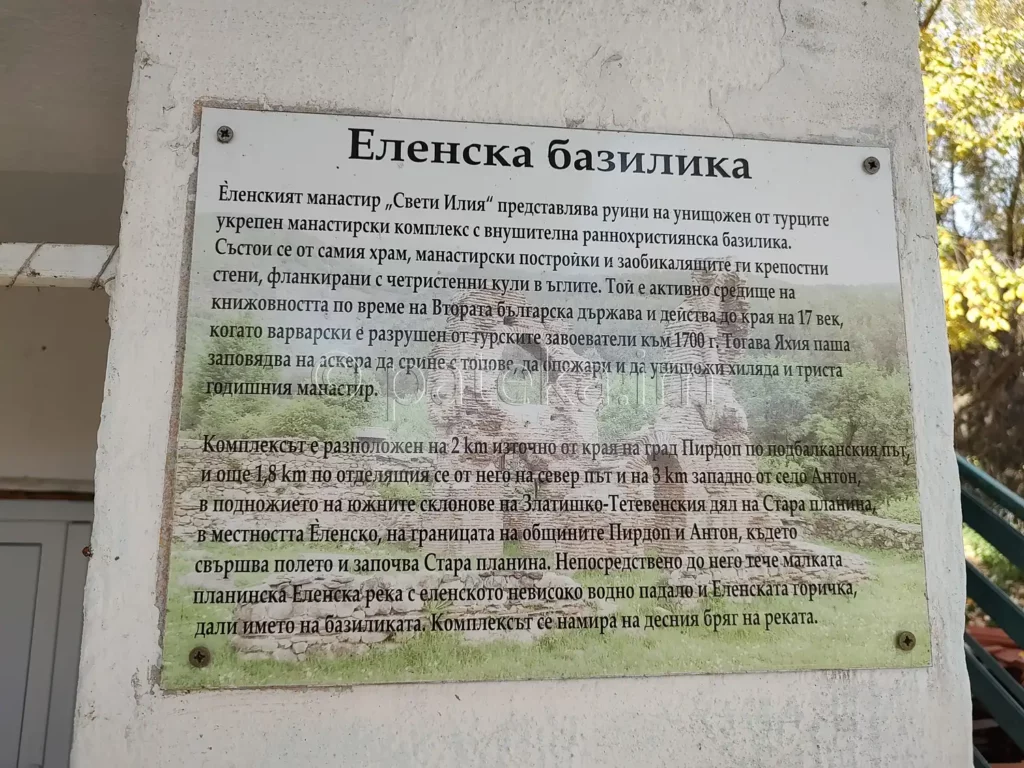 Еленска базилика
Ѐленският манастир „Свети Илия“ представлява руини на унищожен от турците
укрепен манастирски комплекс с внушителна раннохристиянска базилика.
Състои се от самия храм, манастирски постройки и заобикалящите ги крепостни
стени, фланкирани с четристенни кули в ъглите. Той е активно средище на
книжовността по време на Втората българска държава и действа до края на 17 век,
когато варварски е разрушен от турските завоеватели към 1700 г. Тогава Яхия паша
заповядва на аскера да срине с топове, да опожари и да унищожи хиляда и триста
годишния манастир.
Комплексът е разположен на 2 km източно от края на град Пирдоп по подбалканския път,
и още 1,8 km по отделящия се от него на север път и на 3 km западно от село Антон,
в подножието на южните склонове на Златишко-Тетевенския дял на Стара планина,
в местността Ѐленско, на границата на общините Пирдоп и Антон, където
свършва полето и започва Стара планина. Непосредствено до него тече малката
планинска Еленска река с еленското невисоко водно падало и Еленската горичка,
дали името на базиликата. Комплексът се намира на десния бряг на реката.
© pateka.im